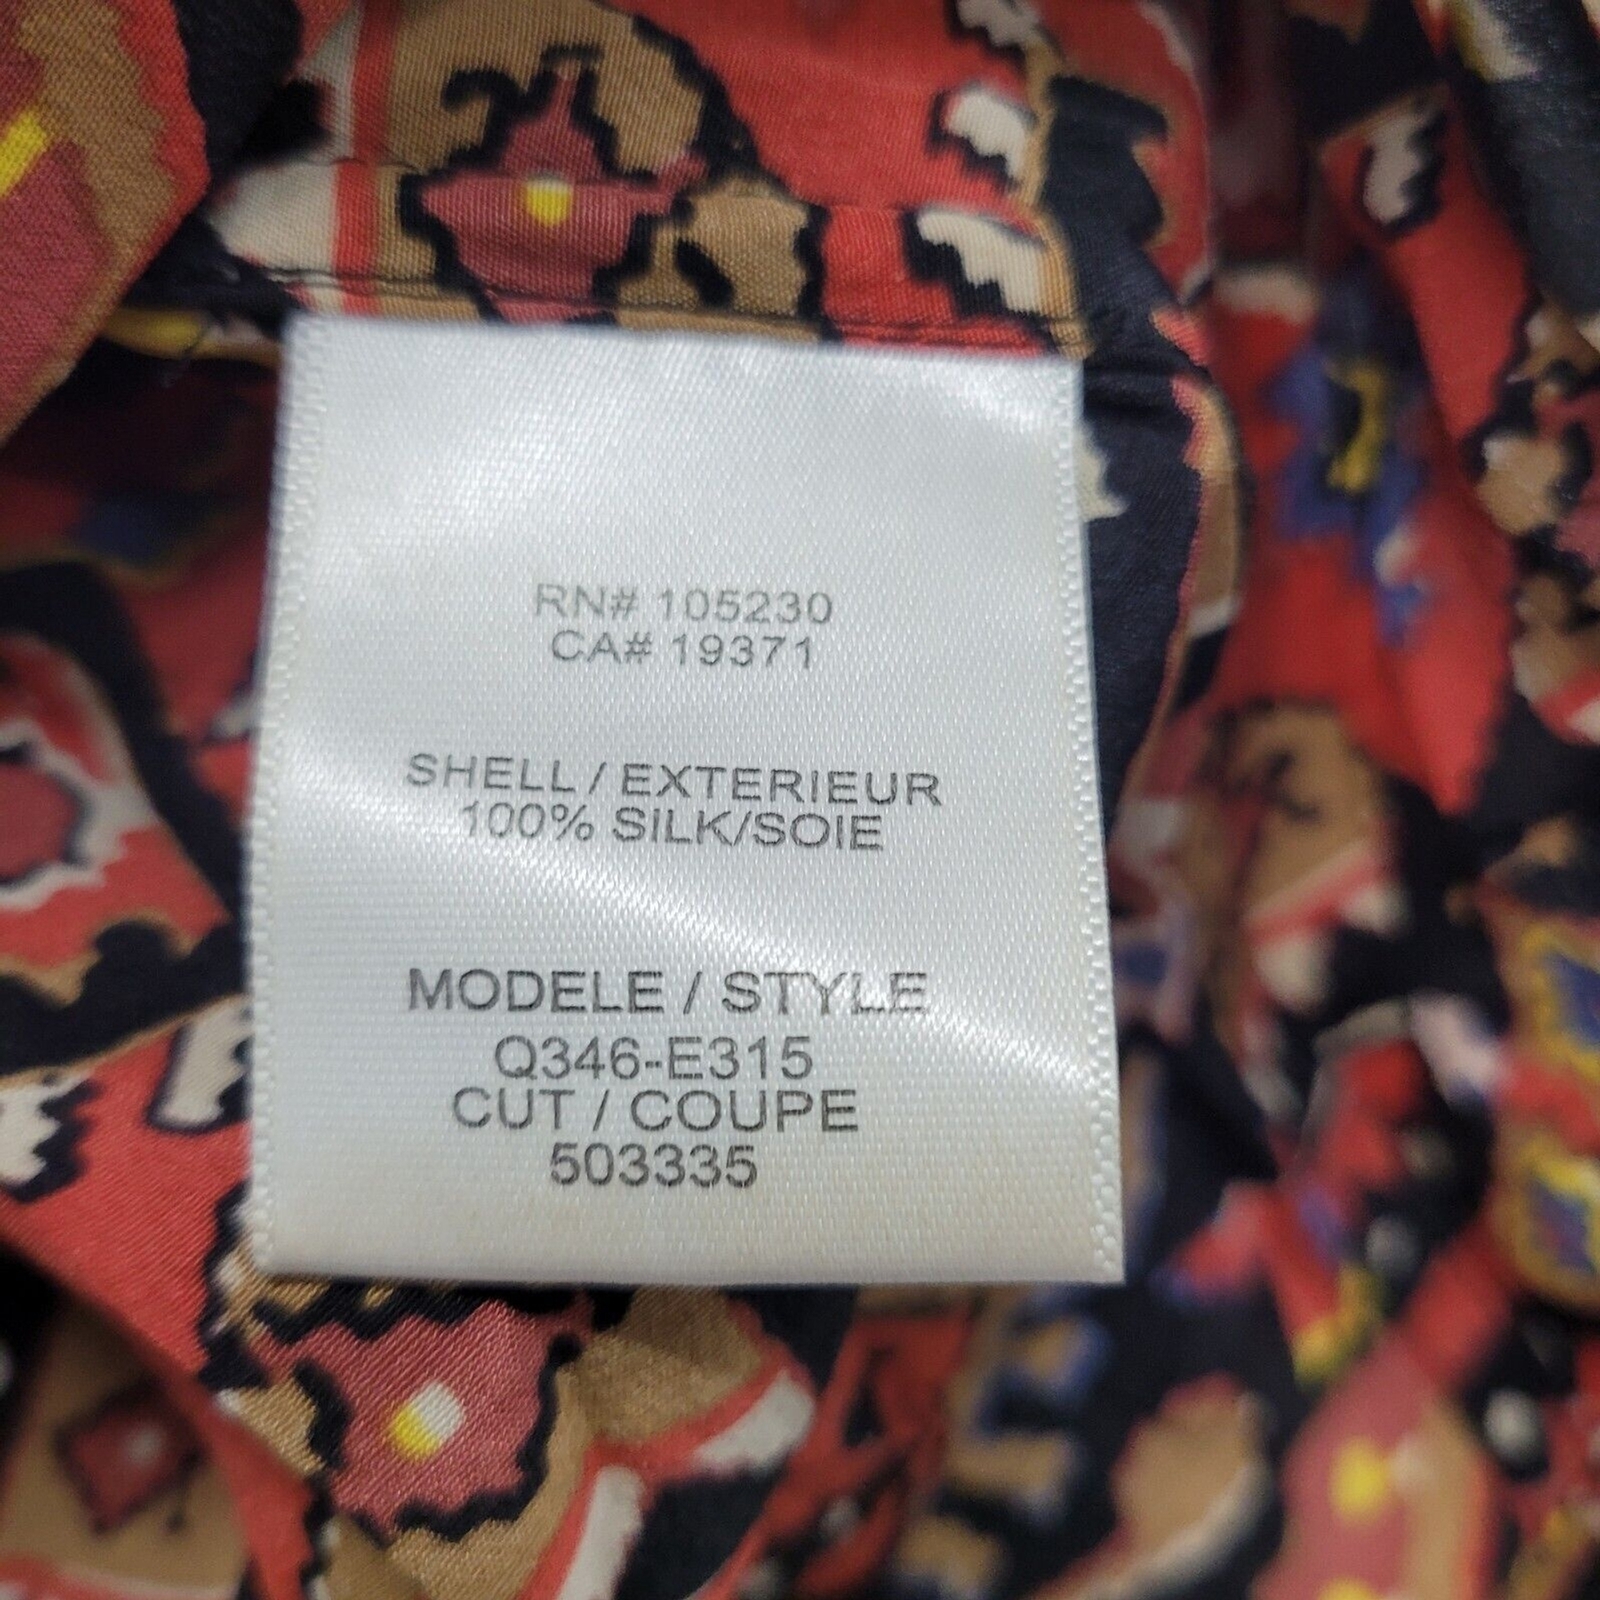 RN# 105230
CA# 19371
SHELL / EXTERIEUR
100% SILK/SOIE
MODELE / STYLE
Q346-E315
CUT / COUPE
503335